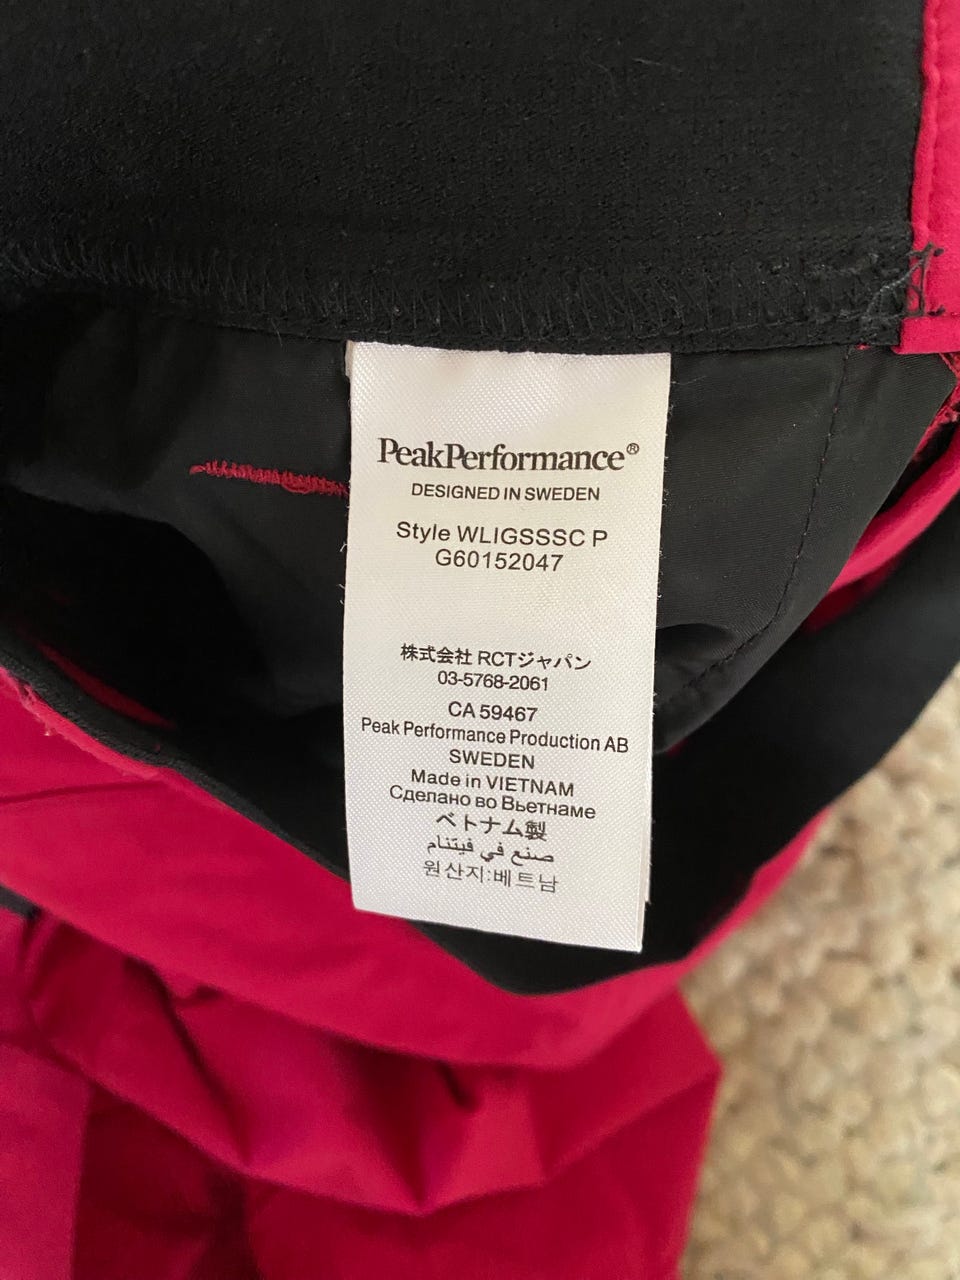 PeakPerformance®
DESIGNED IN SWEDEN
Style WLIGSSSC P
G60152047
株式会社 RCTジャパン
03-5768-2061
CA 59467
Peak Performance Production AB
SWEDEN
Made in VIETNAM
Сделано во Вьетнаме
ベトナム製
صنع في فيتنام
원산지:베트남